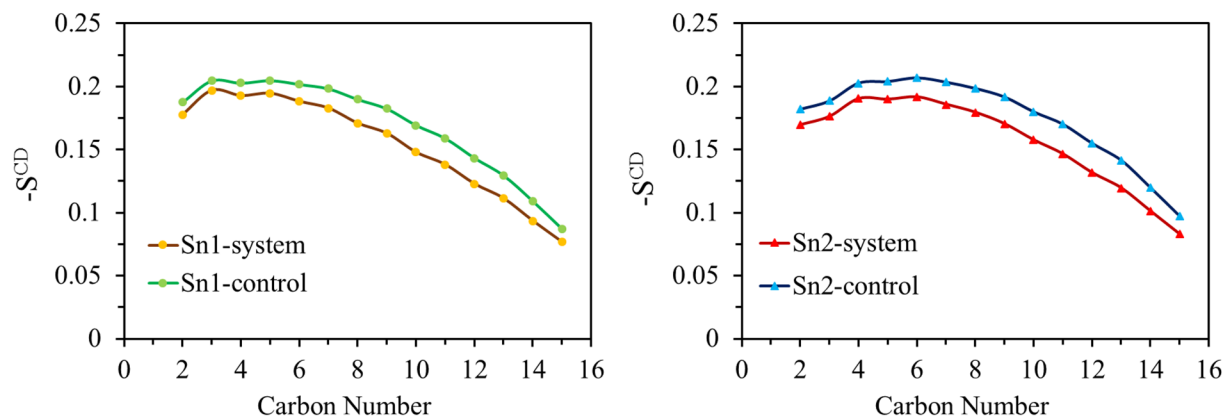 0.25
0.2
0.15
0.1
0.05
0
-S^CD
Sn1-system
Sn1-control
0 2 4 6 8 10 12 14 16
Carbon Number
0.25
0.2
0.15
0.1
0.05
0
-S^CD
Sn2-system
Sn2-control
0 2 4 6 8 10 12 14 16
Carbon Number